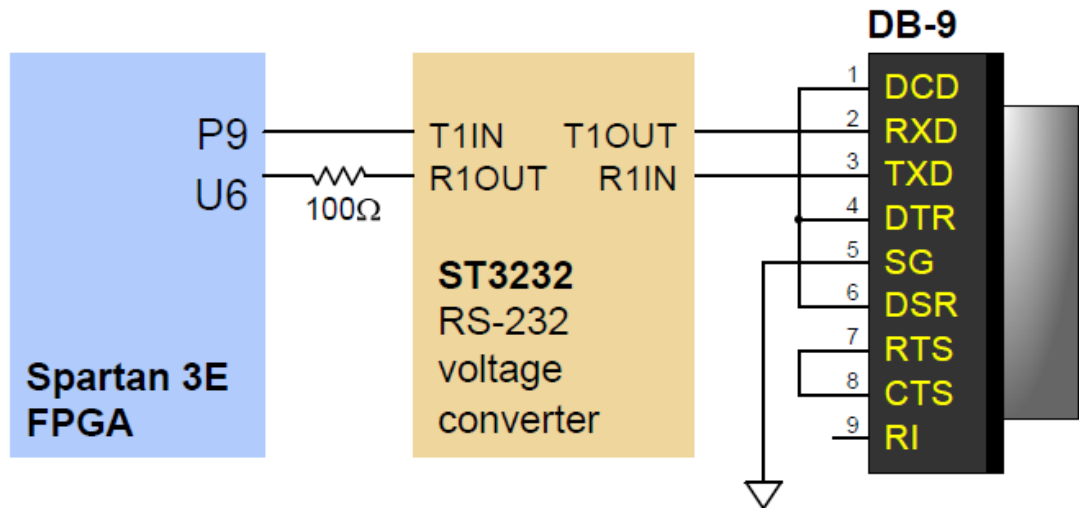 DB-9
P9
U6
100Ω
Spartan 3E
FPGA
T1IN T1OUT
R1OUT R1IN
ST3232
RS-232
voltage
converter
1 DCD
2 RXD
3 TXD
4 DTR
5 SG
6 DSR
7 RTS
8 CTS
9 RI